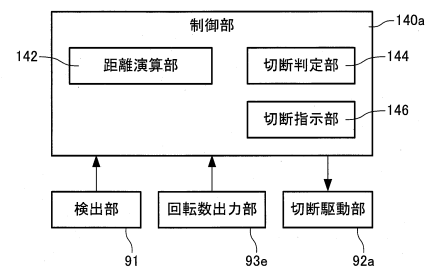 制御部
140a
142
距離演算部
切断判定部
144
切断指示部
146
検出部
回転数出力部
切断駆動部
91
93e
92a